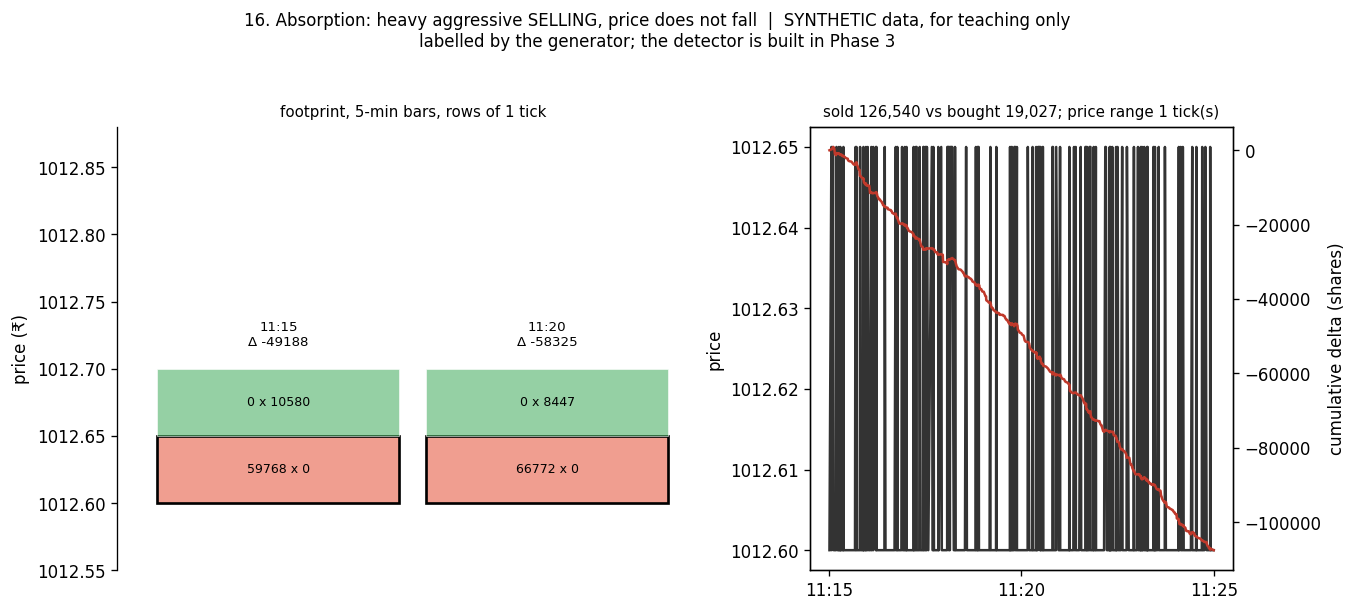 16. Absorption: heavy aggressive SELLING, price does not fall  |  SYNTHETIC data, for teaching only
labelled by the generator; the detector is built in Phase 3
footprint, 5-min bars, rows of 1 tick
price (₹)
1012.85
1012.80
1012.75
1012.70
1012.65
1012.60
1012.55
11:15
Δ -49188
11:20
Δ -58325
0 x 10580
0 x 8447
59768 x 0
66772 x 0
sold 126,540 vs bought 19,027; price range 1 tick(s)
price
1012.65
1012.64
1012.63
1012.62
1012.61
1012.60
11:15
11:20
11:25
0
−20000
−40000
−60000
−80000
−100000
cumulative delta (shares)